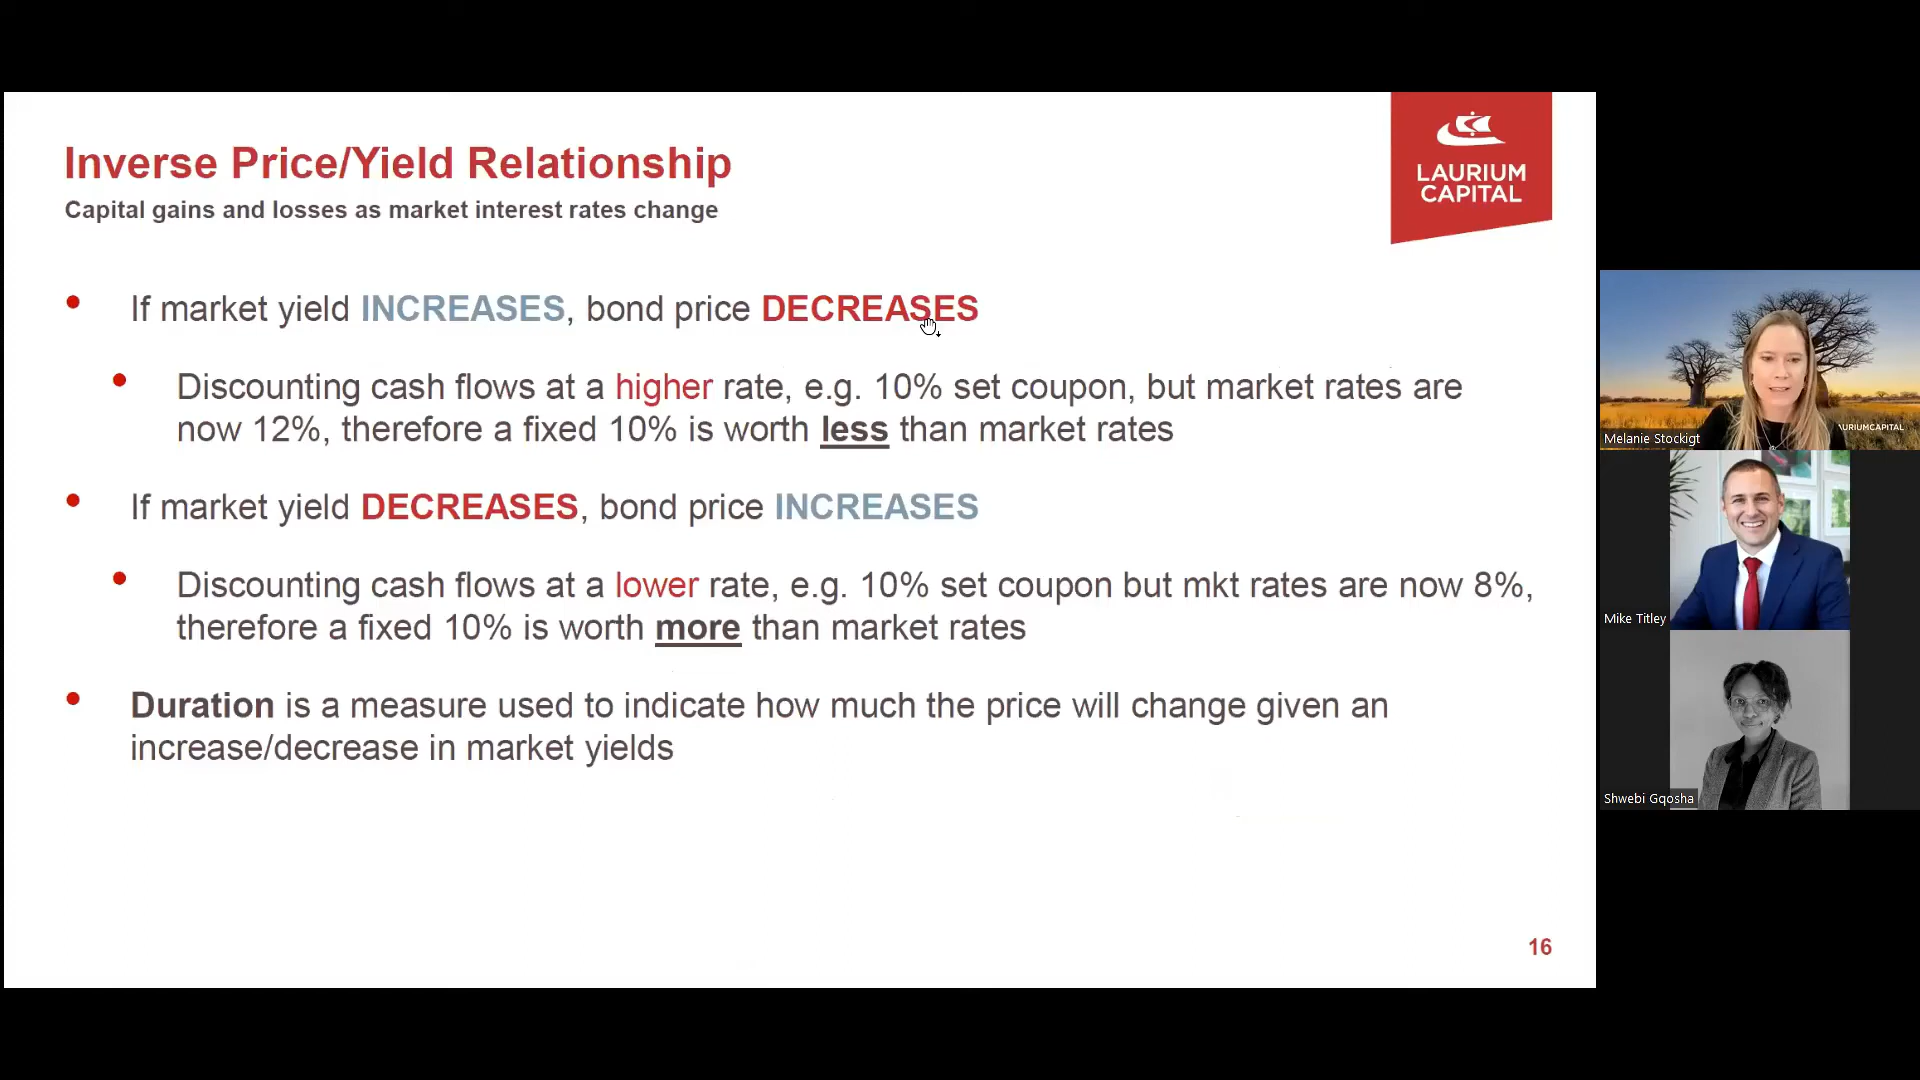 Inverse Price/Yield Relationship
Capital gains and losses as market interest rates change
LAURIUM
CAPITAL
• If market yield INCREASES, bond price DECREASES
• Discounting cash flows at a higher rate, e.g. 10% set coupon, but market rates are
now 12%, therefore a fixed 10% is worth less than market rates
• If market yield DECREASES, bond price INCREASES
• Discounting cash flows at a lower rate, e.g. 10% set coupon but mkt rates are now 8%,
therefore a fixed 10% is worth more than market rates
• Duration is a measure used to indicate how much the price will change given an
increase/decrease in market yields
16
URIUMCAPITAL
Melanie Stockigt
Mike Titley
Shwebi Gqosha